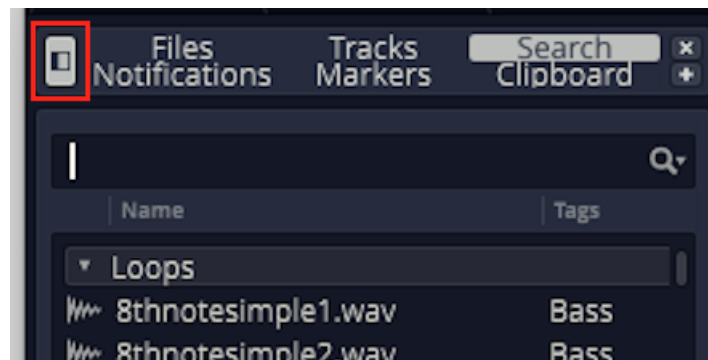 Files Tracks Search
Notifications Markers Clipboard
Name Tags
Loops
8thnotesimple1.wav Bass
8thnotesimple2.wav Bass